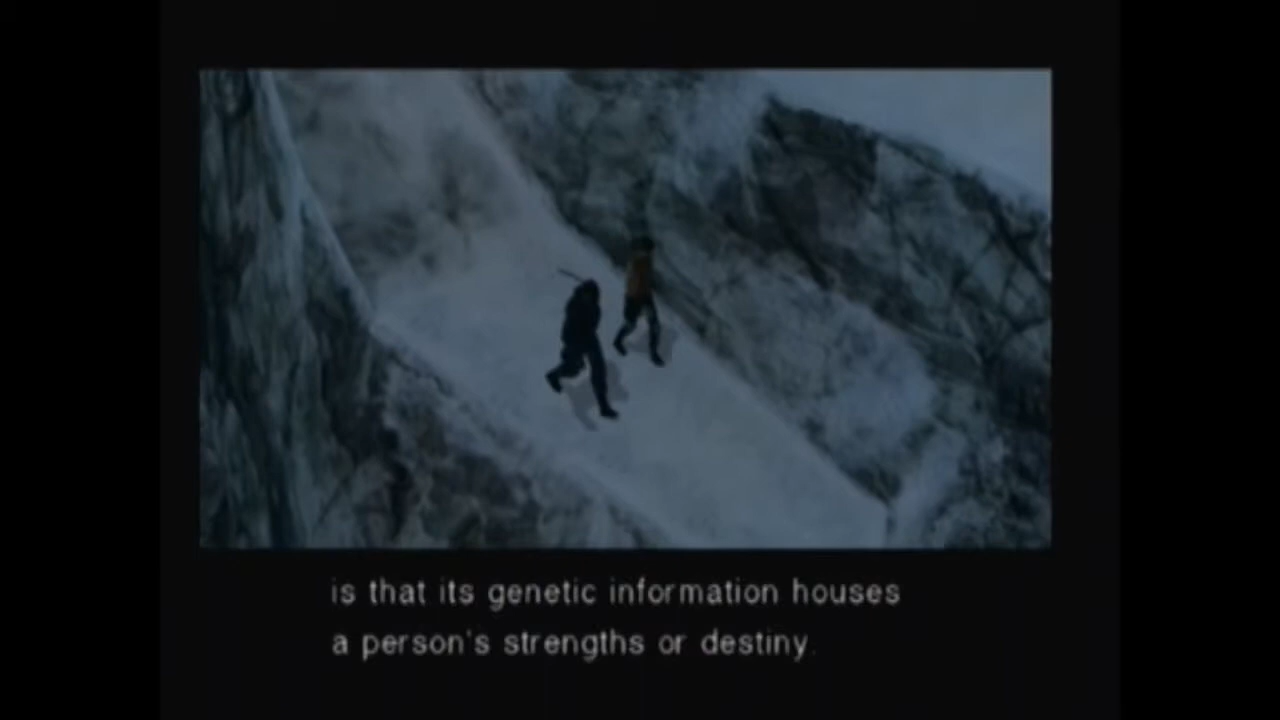 is that its genetic information houses
a person's strengths or destiny.